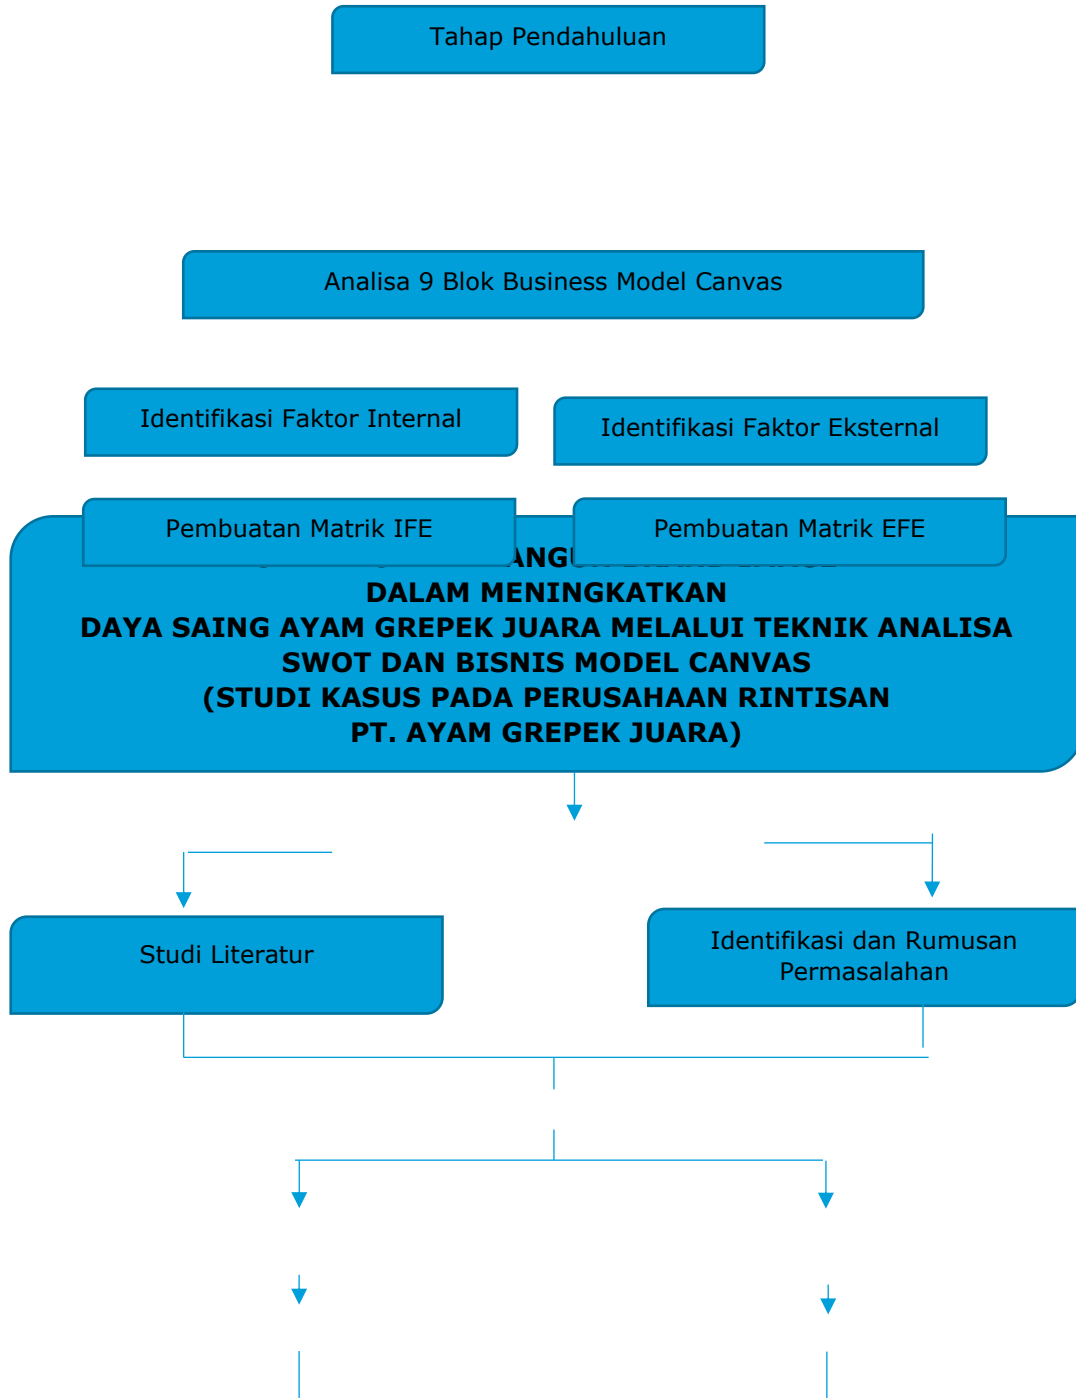 Tahap Pendahuluan
Analisa 9 Blok Business Model Canvas
Identifikasi Faktor Internal
Identifikasi Faktor Eksternal
Pembuatan Matrik IFE
Pembuatan Matrik EFE
DALAM MENINGKATKAN
DAYA SAING AYAM GREPEK JUARA MELALUI TEKNIK ANALISA
SWOT DAN BISNIS MODEL CANVAS
(STUDI KASUS PADA PERUSAHAAN RINTISAN
PT. AYAM GREPEK JUARA)
Studi Literatur
Identifikasi dan Rumusan
Permasalahan